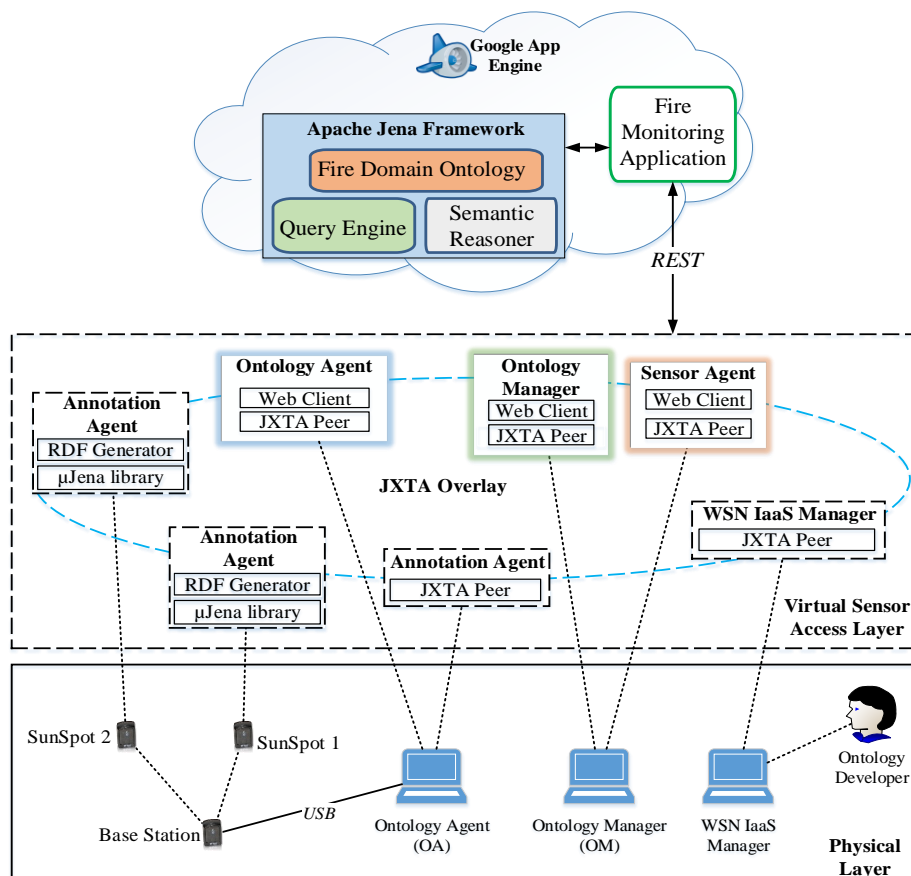 Google App
Engine
Apache Jena Framework
Fire Domain Ontology
Query Engine
Semantic
Reasoner
Fire
Monitoring
Application
REST
Ontology Agent
Web Client
JXTA Peer
Ontology
Manager
Web Client
JXTA Peer
Sensor Agent
Web Client
JXTA Peer
Annotation
Agent
RDF Generator
µJena library
JXTA Overlay
WSN IaaS Manager
JXTA Peer
Annotation
Agent
RDF Generator
µJena library
Annotation Agent
JXTA Peer
Virtual Sensor
Access Layer
SunSpot 2
SunSpot 1
Base Station
USB
Ontology Agent
(OA)
Ontology Manager
(OM)
WSN IaaS
Manager
Ontology
Developer
Physical
Layer